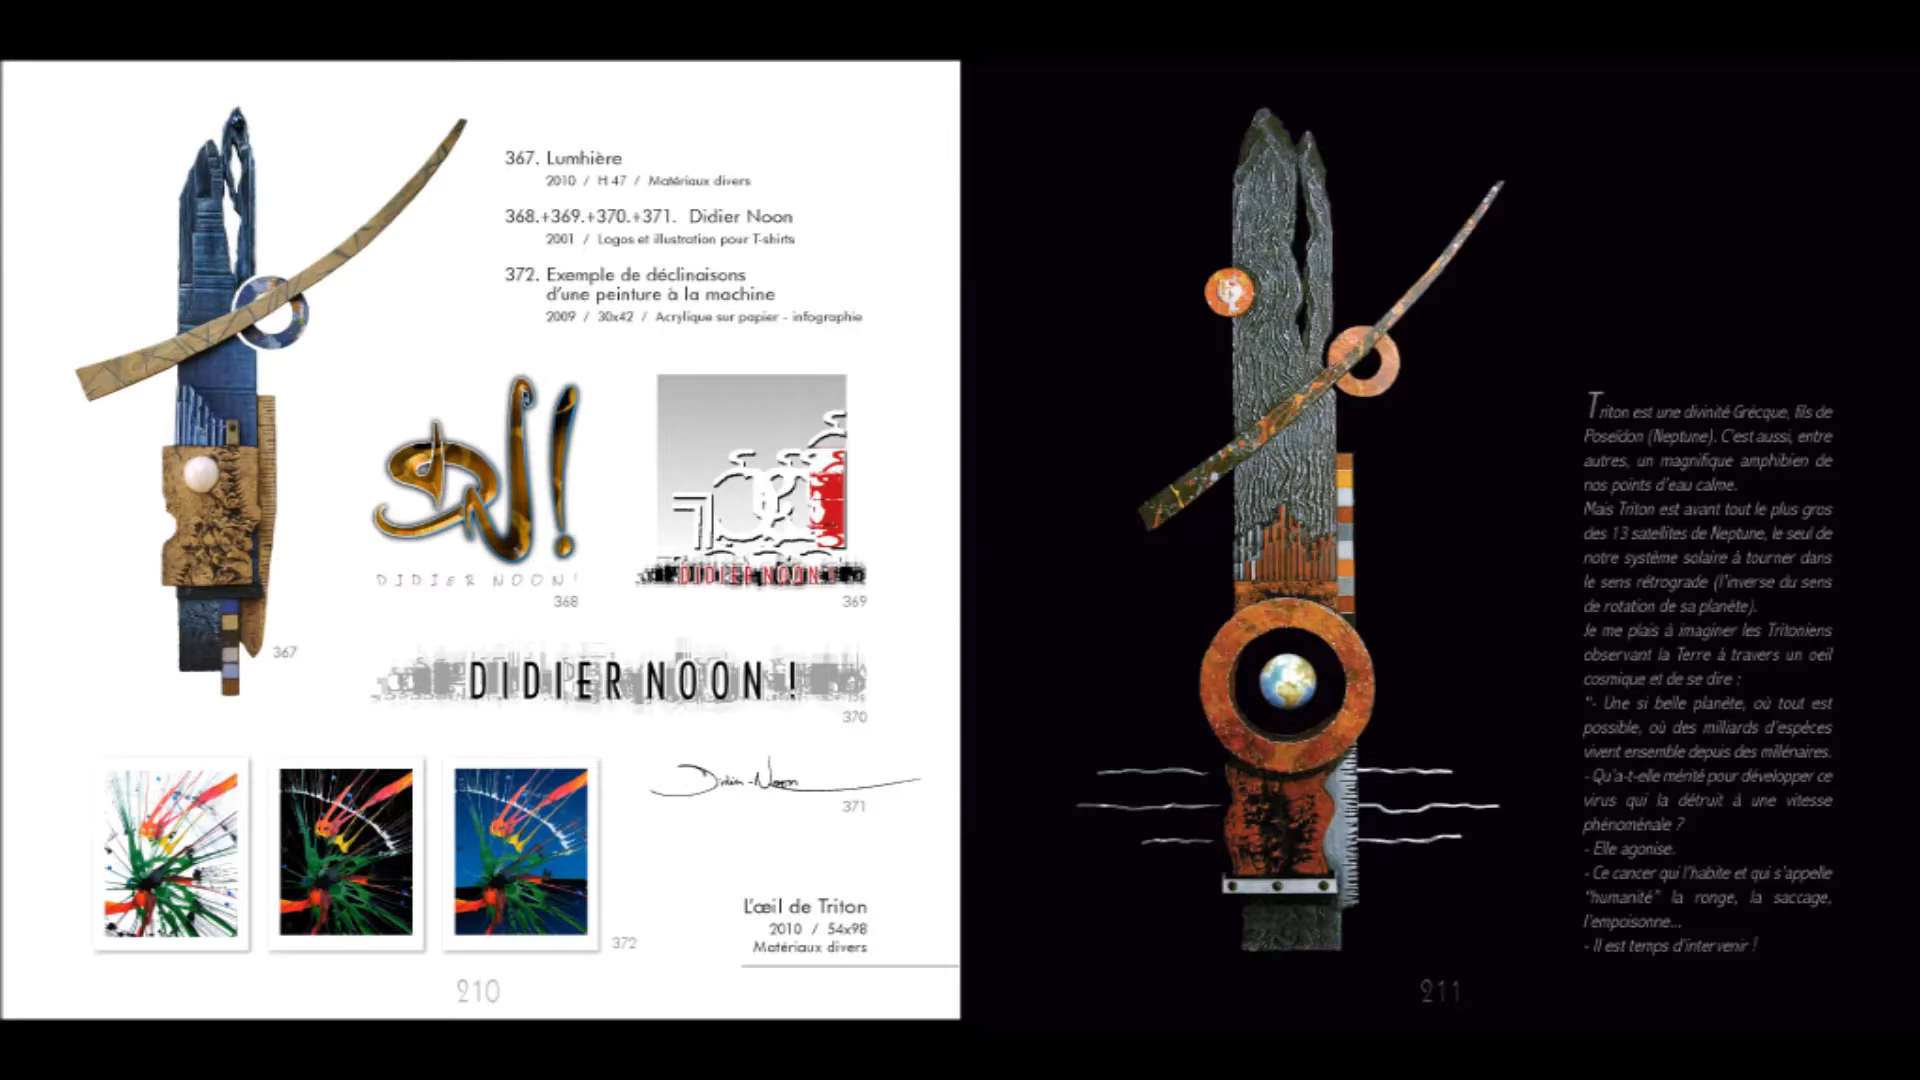 367. Lumhière
2010 / H 47 / Matériaux divers
368.+369.+370.+371. Didier Noon
2001 / Logos et illustration pour T-shirts
372. Exemple de déclinaisons
d'une peinture à la machine
2009 / 30x42 / Acrylique sur papier - infographie
DN!
DIDIER NOON!
368
DIDIER NOON !
369
367
DIDIER NOON !
370
Didier-Noon
371
372
L'œil de Triton
2010 / 54x98
Matériaux divers
210
Triton est une divinité Grécque, fils de
Poseïdon (Neptune). C'est aussi, entre
autres, un magnifique amphibien de
nos points d'eau calme.
Mais Triton est avant tout le plus gros
des 13 satellites de Neptune, le seul de
notre système solaire à tourner dans
le sens rétrograde (l'inverse du sens
de rotation de sa planète).
Je me plais à imaginer les Tritoniens
observant la Terre à travers un oeil
cosmique et de se dire :
"- Une si belle planète, où tout est
possible, où des milliards d'espèces
vivent ensemble depuis des millénaires.
- Qu'a-t-elle mérité pour développer ce
virus qui la détruit à une vitesse
phénoménale ?
- Elle agonise.
- Ce cancer qui l'habite et qui s'appelle
"humanité" la ronge, la saccage,
l'empoisonne...
- Il est temps d'intervenir !
211